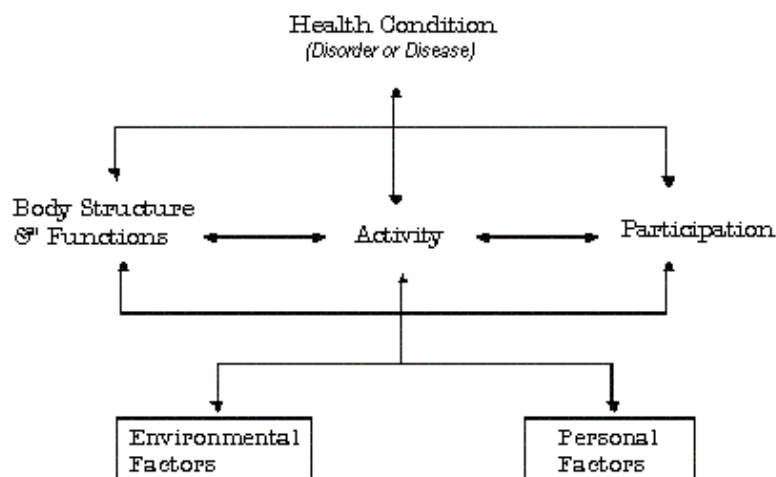 Health Condition
(Disorder or Disease)
Body Structure
& Functions
Activity
Participation
Environmental
Factors
Personal
Factors